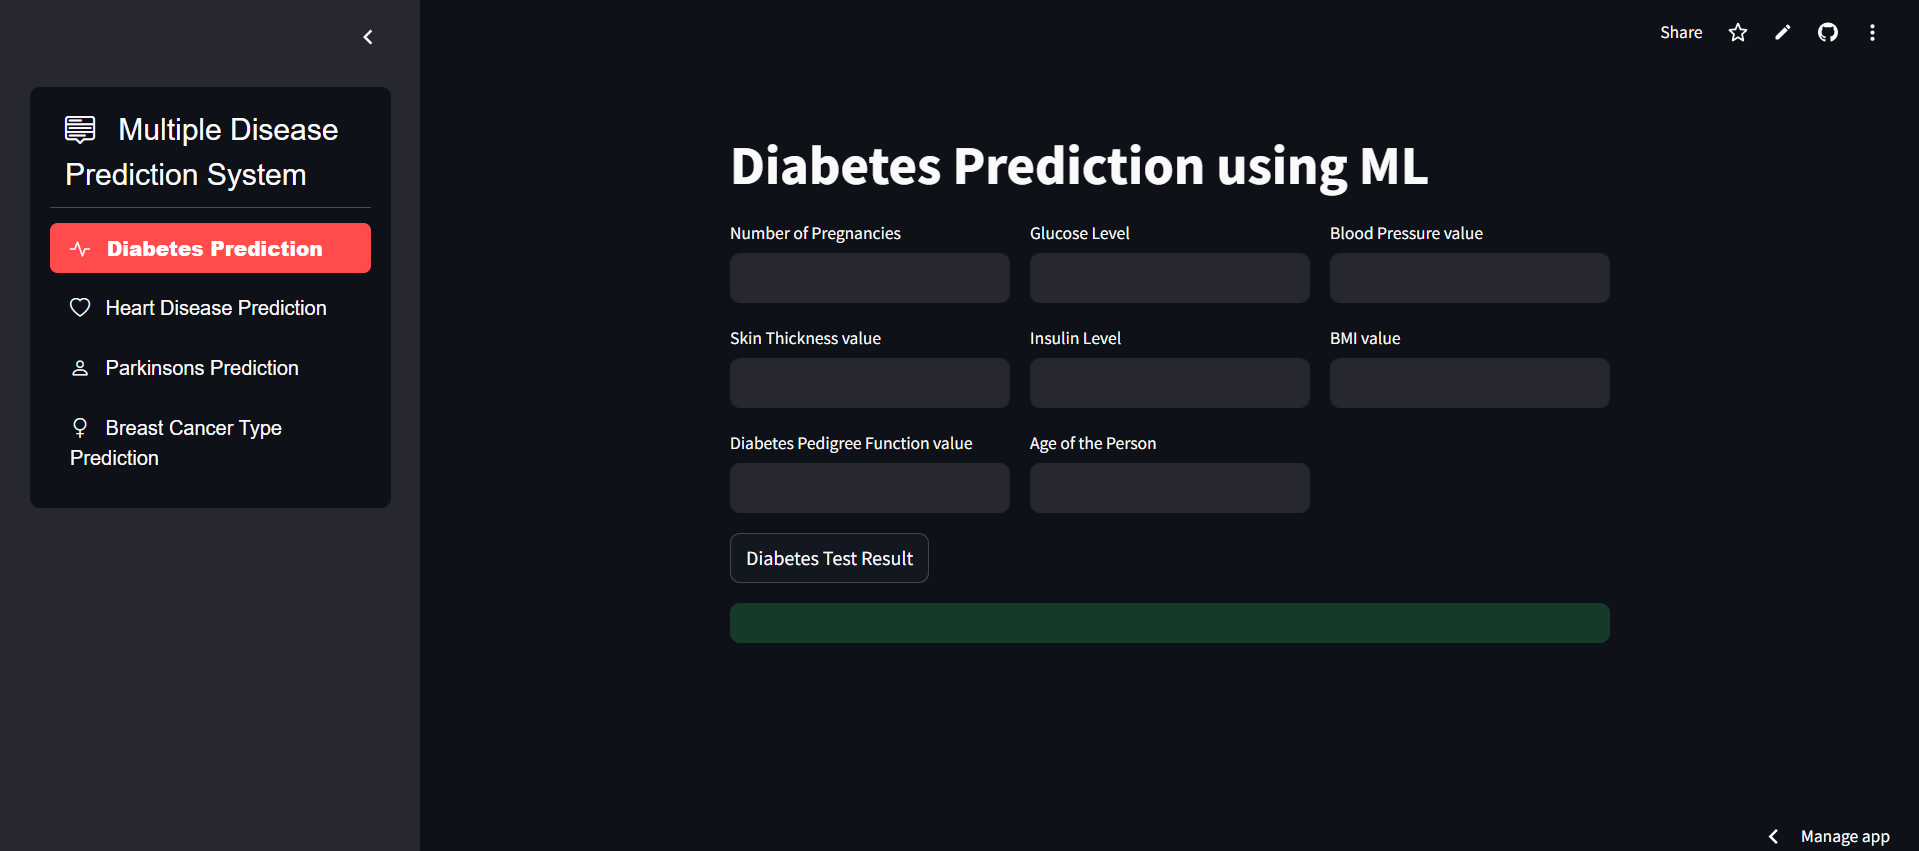 Share
Multiple Disease
Prediction System
Diabetes Prediction
Heart Disease Prediction
Parkinsons Prediction
Breast Cancer Type
Prediction
Diabetes Prediction using ML
Number of Pregnancies
Glucose Level
Blood Pressure value
Skin Thickness value
Insulin Level
BMI value
Diabetes Pedigree Function value
Age of the Person
Diabetes Test Result
Manage app